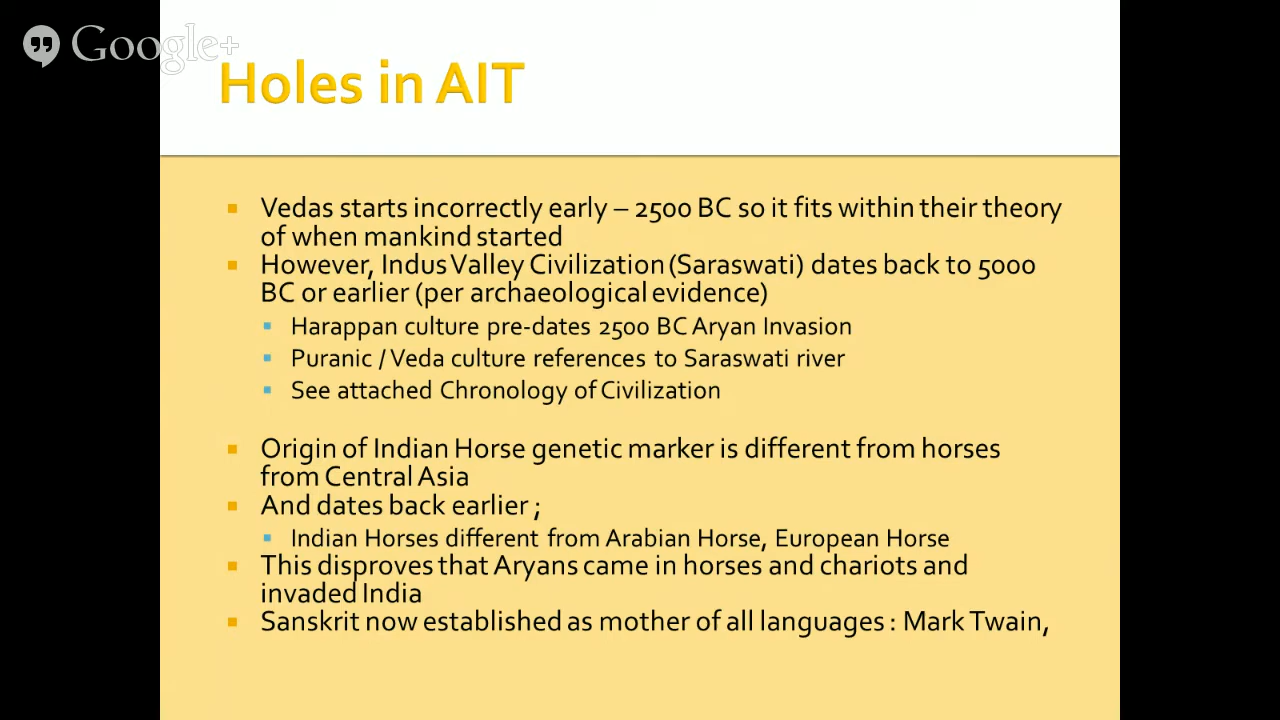 Google+
Holes in AIT
Vedas starts incorrectly early – 2500 BC so it fits within their theory
of when mankind started
However, Indus Valley Civilization (Saraswati) dates back to 5000
BC or earlier (per archaeological evidence)
Harappan culture pre-dates 2500 BC Aryan Invasion
Puranic / Veda culture references to Saraswati river
See attached Chronology of Civilization
Origin of Indian Horse genetic marker is different from horses
from Central Asia
And dates back earlier ;
Indian Horses different from Arabian Horse, European Horse
This disproves that Aryans came in horses and chariots and
invaded India
Sanskrit now established as mother of all languages : Mark Twain,